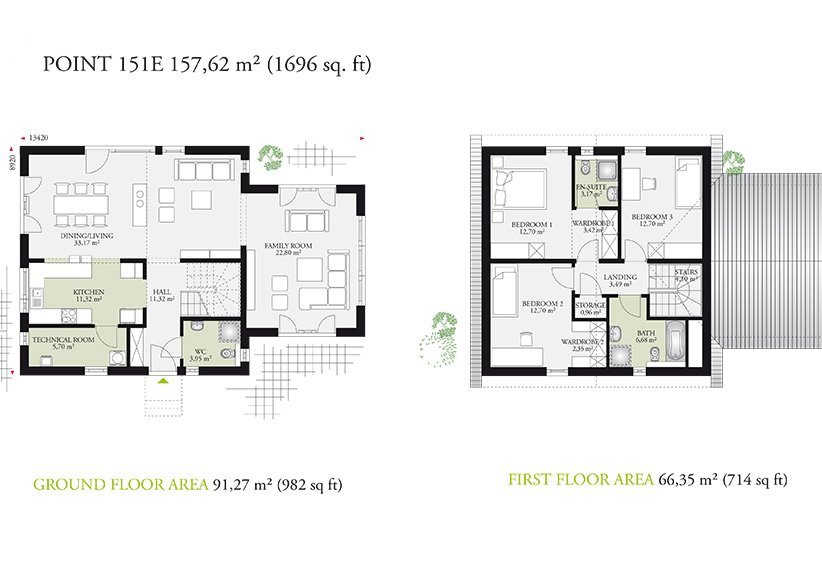 POINT 151E 157,62 m² (1696 sq. ft)
13420
8920
DINING/LIVING
33,17 m²
FAMILY ROOM
22,80 m²
KITCHEN
11,32 m²
HALL
11,32 m²
TECHNICAL ROOM
5,70 m²
WC
3,95 m²
GROUND FLOOR AREA 91,27 m² (982 sq ft)
EN-SUITE
3,17 m²
BEDROOM 1
12,70 m²
WARDROBE 1
3,42 m²
BEDROOM 3
12,70 m²
LANDING
3,49 m²
STAIRS
4,10 m²
BEDROOM 2
12,70 m²
STORAGE
0,96 m²
BATH
6,68 m²
WARDROBE 2
2,35 m²
FIRST FLOOR AREA 66,35 m² (714 sq ft)